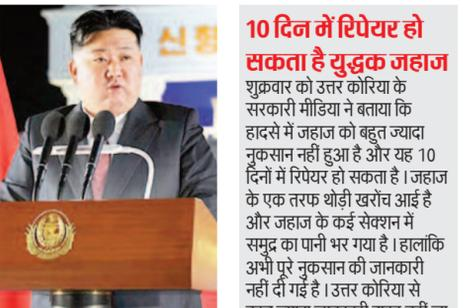 10 दिन में रिपेयर हो
सकता है युद्धक जहाज
शुक्रवार को उत्तर कोरिया के
सरकारी मीडिया ने बताया कि
हादसे में जहाज को बहुत ज्यादा
नुकसान नहीं हुआ है और यह 10
दिनों में रिपेयर हो सकता है। जहाज
के एक तरफ थोड़ी खरोंच आई है
और जहाज के कई सेक्शन में
समुद्र का पानी भर गया है। हालांकि
अभी पूरे नुकसान की जानकारी
नहीं दी गई है। उत्तर कोरिया से